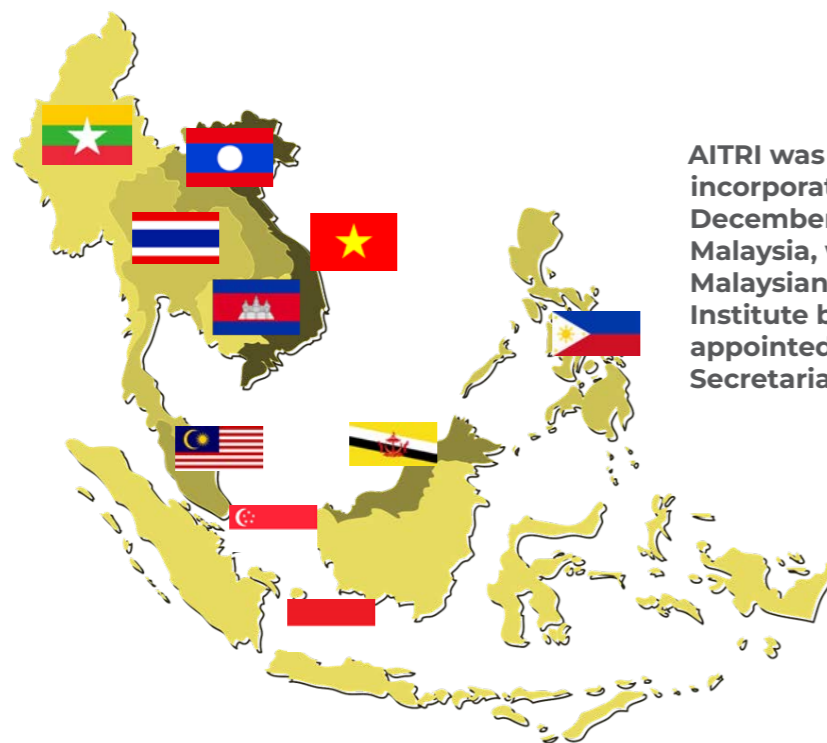 AITRI was
incorporat
December
Malaysia,
Malaysian
Institute b
appointed
Secretaria